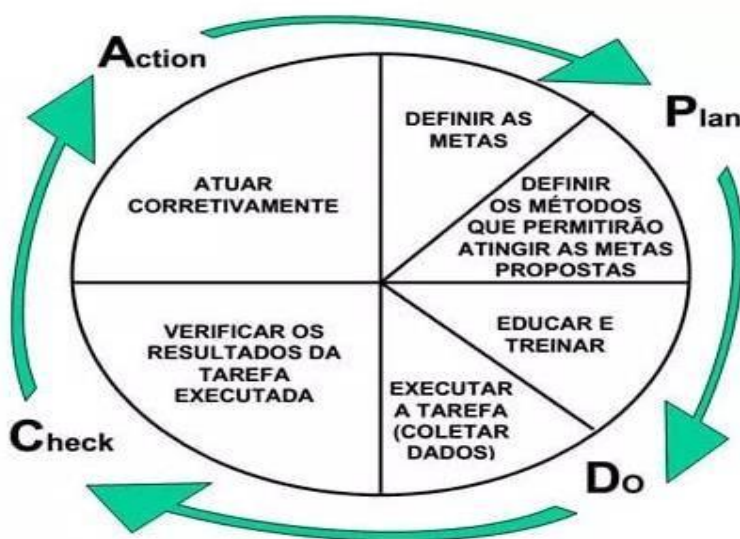 Action
Plan
DEFINIR AS
METAS
DEFINIR
OS MÉTODOS
QUE PERMITIRÃO
ATINGIR AS METAS
PROPOSTAS
ATUAR
CORRETIVAMENTE
EDUCAR E
TREINAR
VERIFICAR OS
RESULTADOS DA
TAREFA
EXECUTADA
EXECUTAR
A TAREFA
(COLETAR
DADOS)
Check
Do